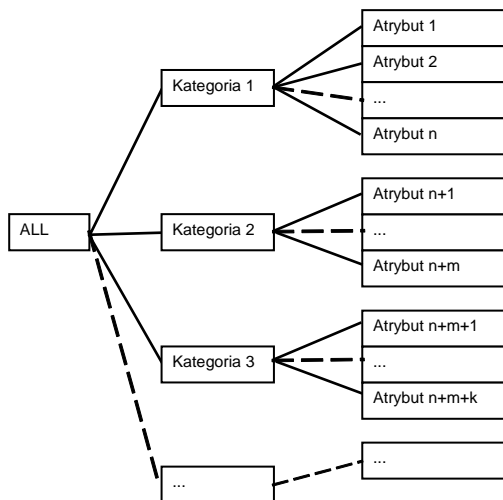 Atrybut 1
Atrybut 2
Kategoria 1
...
Atrybut n
Atrybut n+1
ALL
Kategoria 2
...
Atrybut n+m
Atrybut n+m+1
Kategoria 3
...
Atrybut n+m+k
...
...